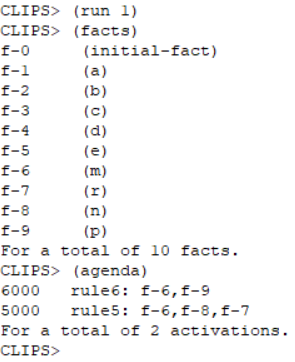 CLIPS> (run 1)
CLIPS> (facts)
f-0     (initial-fact)
f-1     (a)
f-2     (b)
f-3     (c)
f-4     (d)
f-5     (e)
f-6     (m)
f-7     (r)
f-8     (n)
f-9     (p)
For a total of 10 facts.
CLIPS> (agenda)
6000   rule6: f-6,f-9
5000   rule5: f-6,f-8,f-7
For a total of 2 activations.
CLIPS>